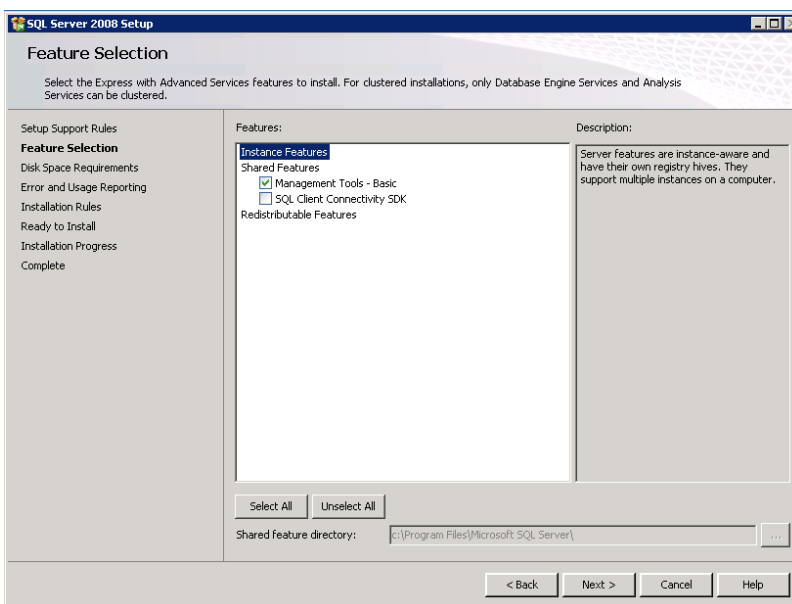 SQL Server 2008 Setup
Feature Selection
Select the Express with Advanced Services features to install. For clustered installations, only Database Engine Services and Analysis
Services can be clustered.
Setup Support Rules
Feature Selection
Disk Space Requirements
Error and Usage Reporting
Installation Rules
Ready to Install
Installation Progress
Complete
Features:
Instance Features
Shared Features
Management Tools - Basic
SQL Client Connectivity SDK
Redistributable Features
Description:
Server features are instance-aware and
have their own registry hives. They
support multiple instances on a computer.
Select All
Unselect All
Shared feature directory:
c:\Program Files\Microsoft SQL Server\
...
< Back
Next >
Cancel
Help